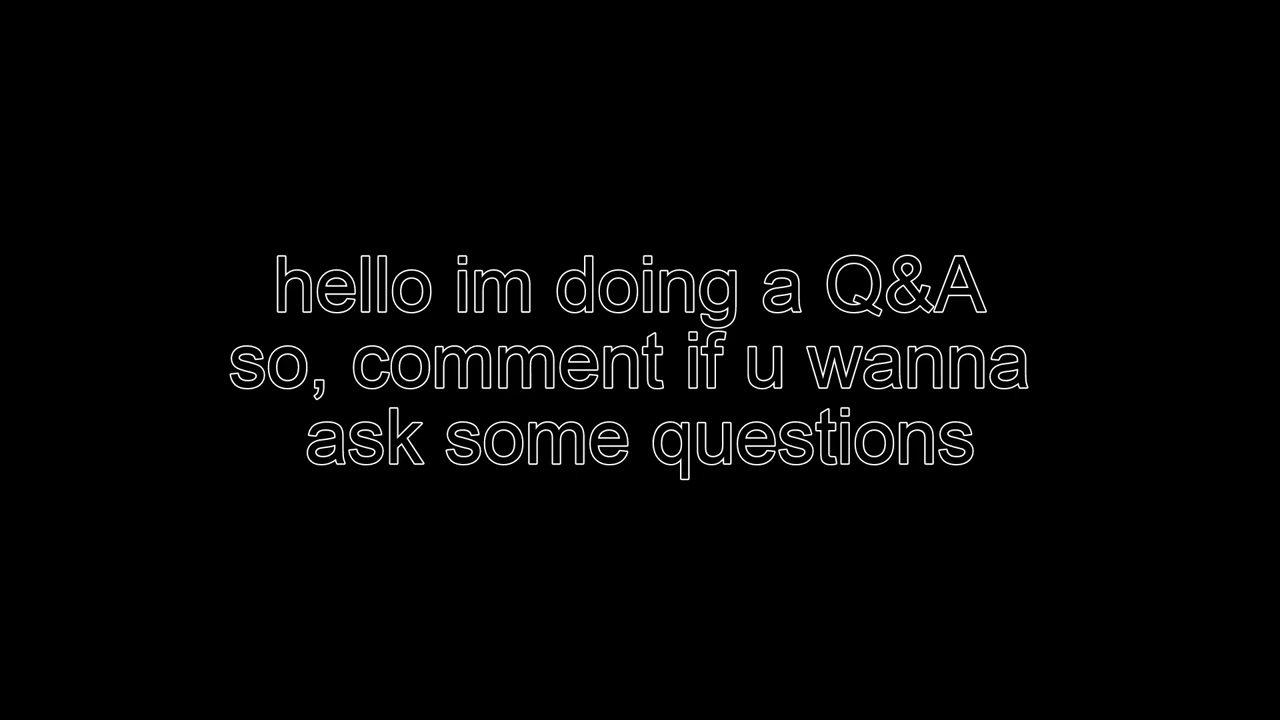 hello im doing a Q&A
so, comment if u wanna
ask some questions